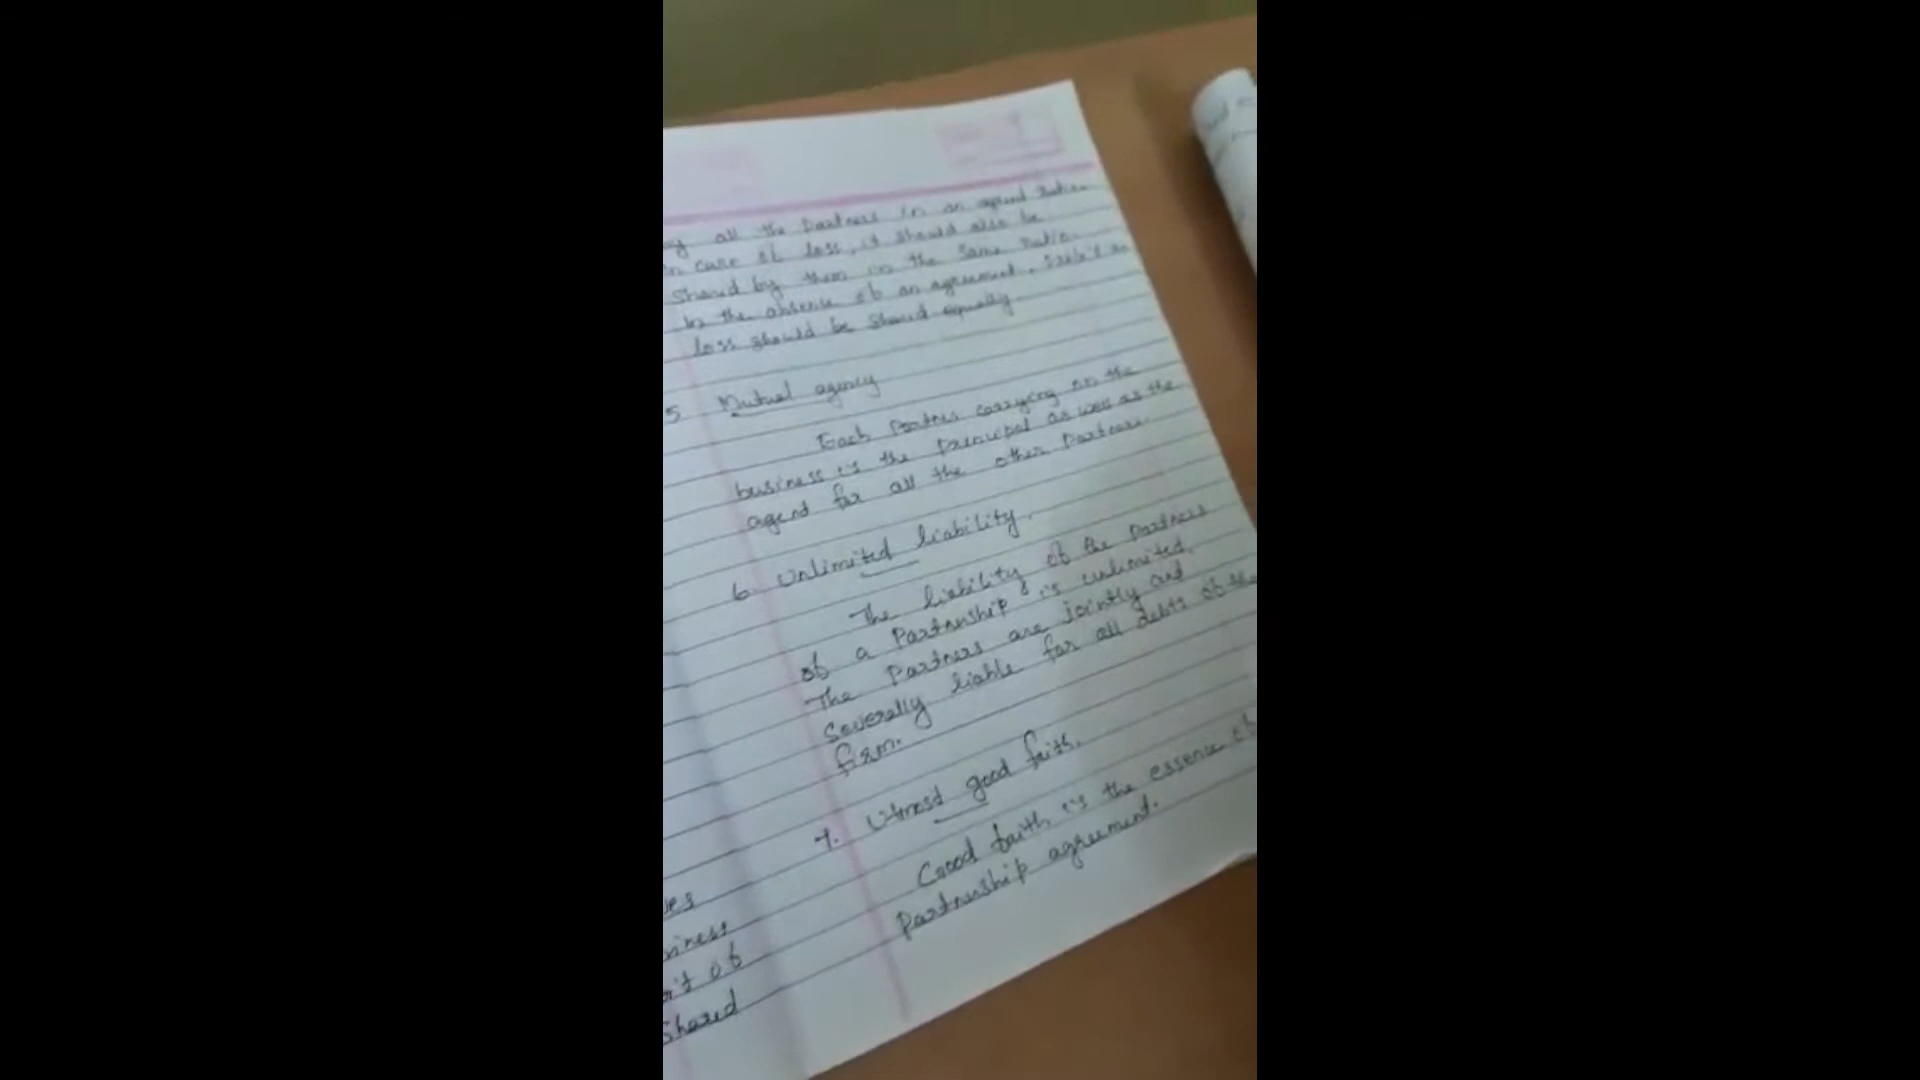 all the Partners in an agreed ratio.
In case of loss, it should also be
Shared by them in the same ratio.
In the absence of an agreement,
loss should be Shared equally
5 Mutual agency
Each Partner carrying on the
business is the Principal as well as the
agent for all the other Partners.
6. Unlimited liability.
The liability of the Partners
of a Partnership is unlimited.
The Partners are jointly and
Severally liable for all debts of the
firm.
7. Utmost good faith.
Good faith is the essence of
Partnership agreement.
of
Shared